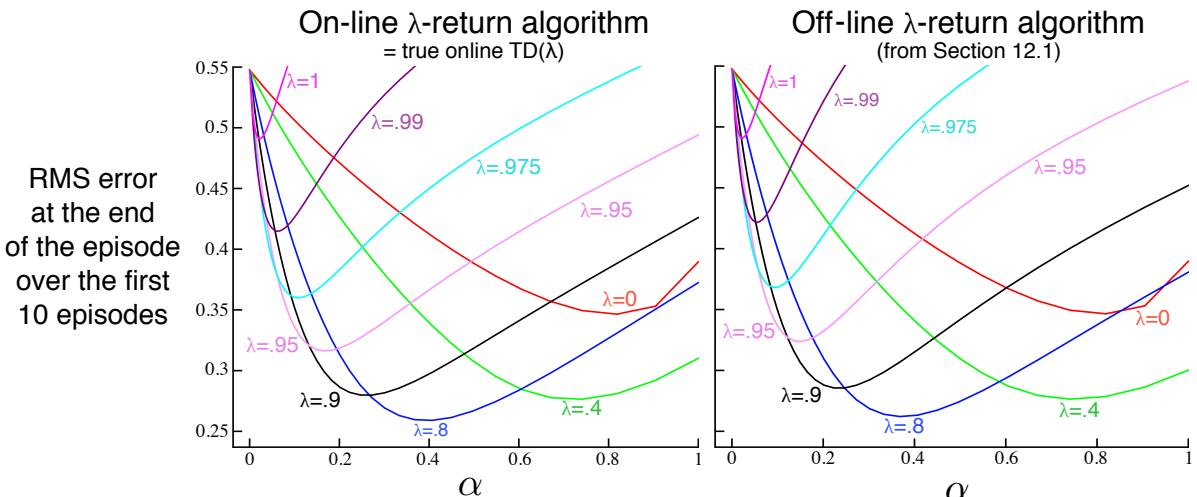 On-line λ-return algorithm
= true online TD(λ)
Off-line λ-return algorithm
(from Section 12.1)
RMS error
at the end
of the episode
over the first
10 episodes
0.55
0.5
0.45
0.4
0.35
0.3
0.25
λ=1
λ=.99
λ=.975
λ=.95
λ=0
λ=.95
λ=.9
λ=.4
λ=.8
0 0.2 0.4 0.6 0.8 1
α
λ=1
λ=.99
λ=.975
λ=.95
λ=0
λ=.95
λ=.9
λ=.4
λ=.8
0 0.2 0.4 0.6 0.8 1
α